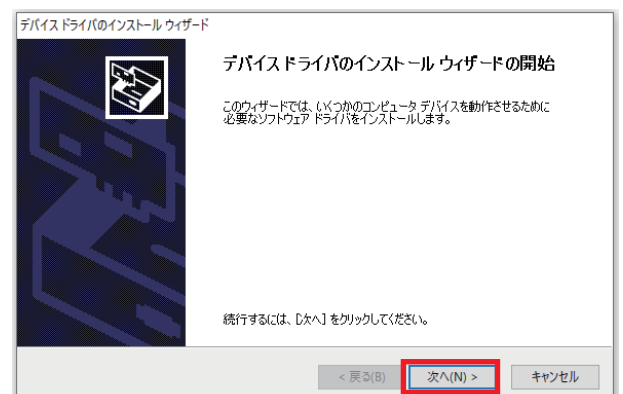 デバイス ドライバのインストール ウィザード
デバイス ドライバのインストール ウィザードの開始
このウィザードでは、いくつかのコンピュータ デバイスを動作させるために
必要なソフトウェア ドライバをインストールします。
続行するには、[次へ] をクリックしてください。
< 戻る(B)
次へ(N) >
キャンセル